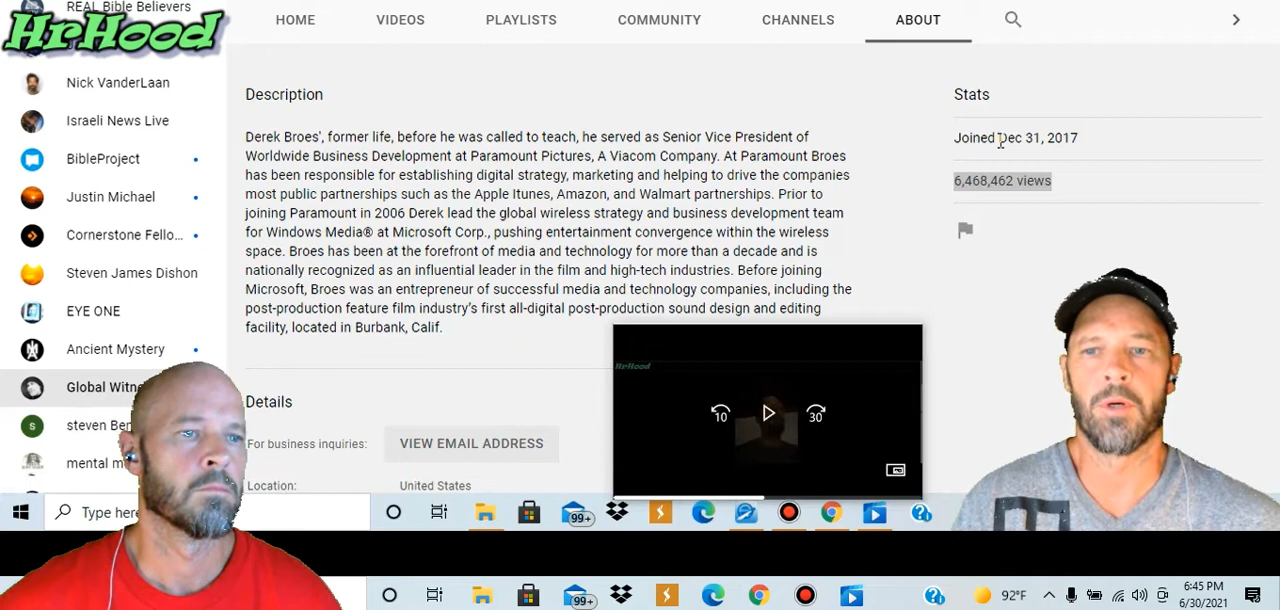 REAL Bible Believers
HrHood
Nick VanderLaan
Israeli News Live
BibleProject
Justin Michael
Cornerstone Fello...
Steven James Dishon
EYE ONE
Ancient Mystery
Global Witn
steven Ben
mental m
HOME VIDEOS PLAYLISTS COMMUNITY CHANNELS ABOUT
Description
Derek Broes', former life, before he was called to teach, he served as Senior Vice President of
Worldwide Business Development at Paramount Pictures, A Viacom Company. At Paramount Broes
has been responsible for establishing digital strategy, marketing and helping to drive the companies
most public partnerships such as the Apple Itunes, Amazon, and Walmart partnerships. Prior to
joining Paramount in 2006 Derek lead the global wireless strategy and business development team
for Windows Media® at Microsoft Corp., pushing entertainment convergence within the wireless
space. Broes has been at the forefront of media and technology for more than a decade and is
nationally recognized as an influential leader in the film and high-tech industries. Before joining
Microsoft, Broes was an entrepreneur of successful media and technology companies, including the
post-production feature film industry's first all-digital post-production sound design and editing
facility, located in Burbank, Calif.
Stats
Joined Dec 31, 2017
6,468,462 views
Details
For business inquiries: VIEW EMAIL ADDRESS
Location: United States
HrHood
10 30
Type here
99+
99+
92°F
6:45 PM
6/30/2021